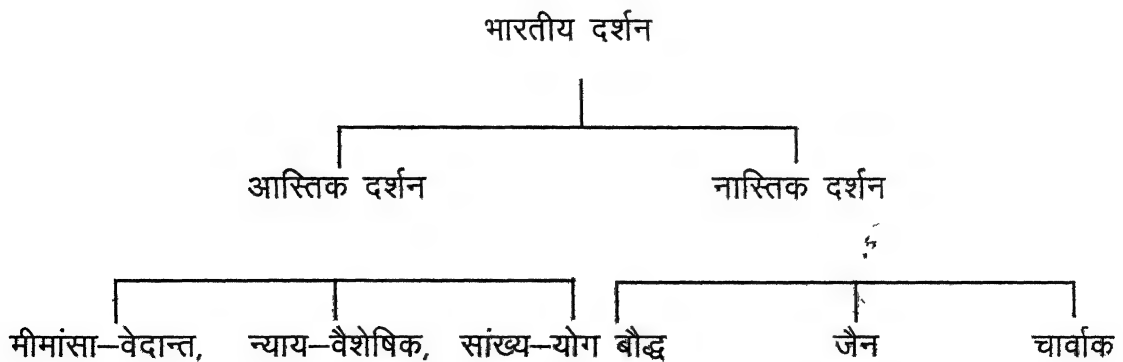 भारतीय दर्शन
आस्तिक दर्शन नास्तिक दर्शन
मीमांसा–वेदान्त, न्याय–वैशेषिक, सांख्य–योग बौद्ध जैन चार्वाक